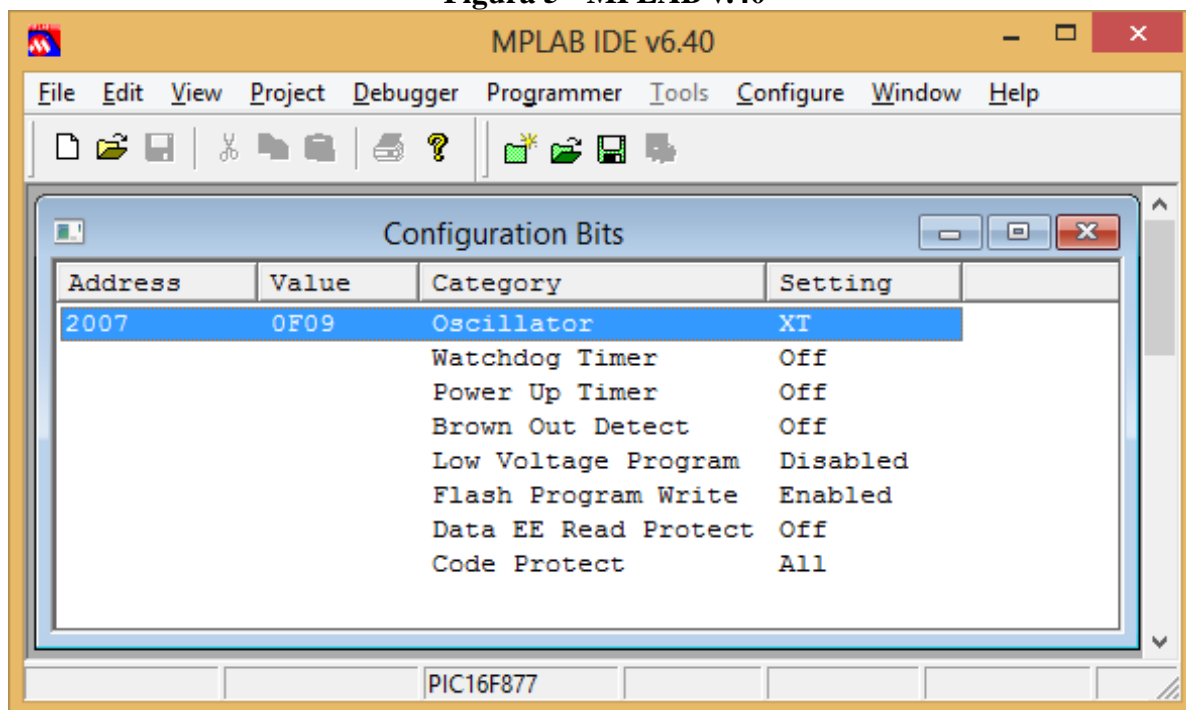 MPLAB IDE v6.40
File Edit View Project Debugger Programmer Tools Configure Window Help
Configuration Bits
Address Value Category Setting
2007 0F09 Oscillator XT
Watchdog Timer Off
Power Up Timer Off
Brown Out Detect Off
Low Voltage Program Disabled
Flash Program Write Enabled
Data EE Read Protect Off
Code Protect All
PIC16F877